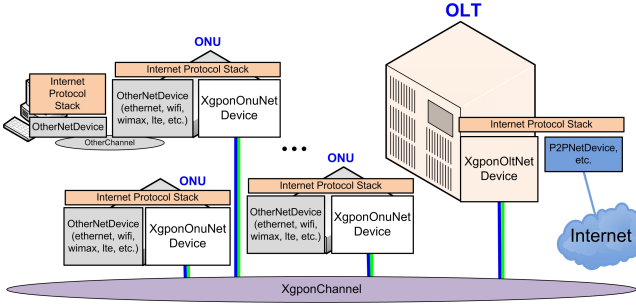 OLT
ONU
Internet Protocol Stack
Internet
Protocol
Stack
OtherNetDevice
OtherNetDevice
(ethernet, wifi,
wimax, lte, etc.)
XgponOnuNet
Device
OtherChannel
...
Internet Protocol Stack
XgponOltNet
Device
P2PNetDevice,
etc.
Internet
ONU
Internet Protocol Stack
OtherNetDevice
(ethernet, wifi,
wimax, lte, etc.)
XgponOnuNet
Device
ONU
Internet Protocol Stack
OtherNetDevice
(ethernet, wifi,
wimax, lte, etc.)
XgponOnuNet
Device
XgponChannel